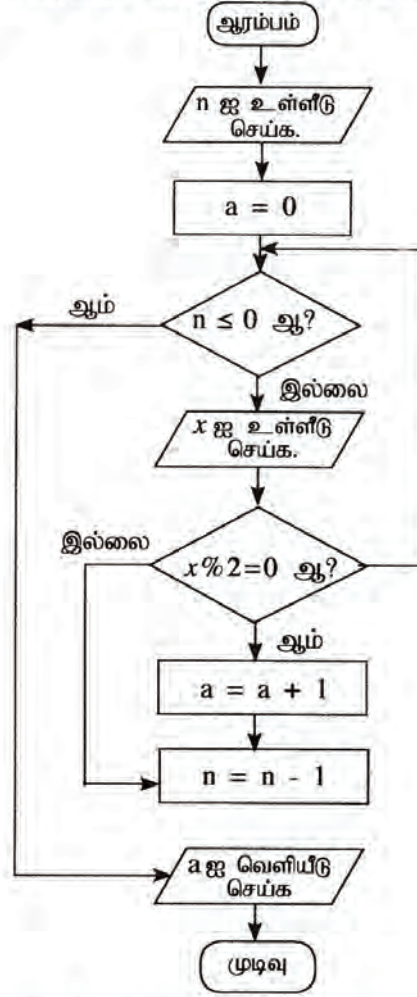 ஆரம்பம்
n ஐ உள்ளீடு
செய்க.
a = 0
ஆம்
n ≤ 0 ஆ?
இல்லை
x ஐ உள்ளீடு
செய்க.
இல்லை
x%2=0 ஆ?
ஆம்
a = a + 1
n = n - 1
a ஐ வெளியீடு
செய்க
முடிவு